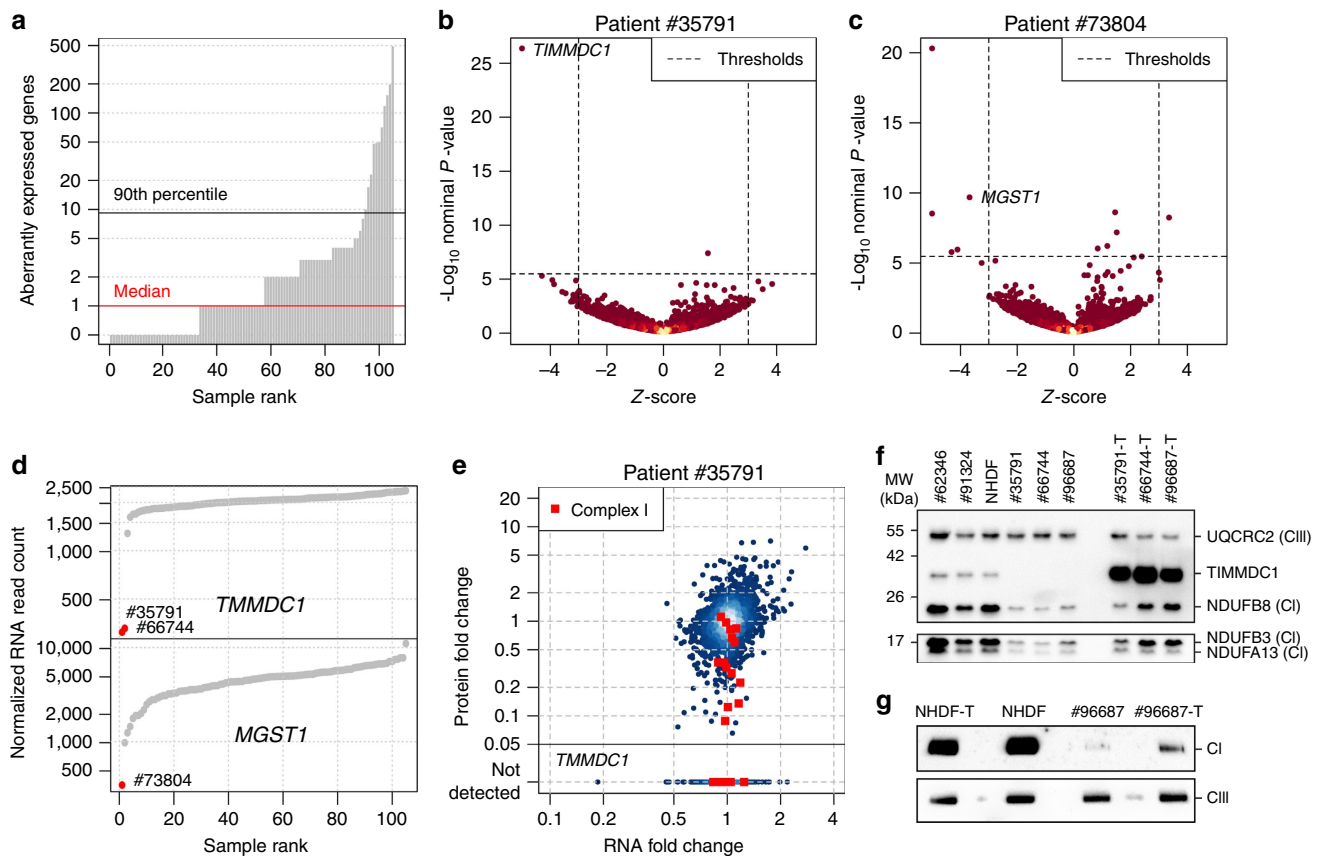 a
500
200
100
50
20
10
5
2
1
0
Aberrantly expressed genes
90th percentile
Median
0 20 40 60 80 100
Sample rank
b
Patient #35791
TIMMDC1
Thresholds
25
20
15
10
5
0
-Log10 nominal P -value
−4 −2 0 2 4
Z-score
c
Patient #73804
Thresholds
MGST1
20
15
10
5
0
-Log10 nominal P -value
−4 −2 0 2 4
Z-score
d
2,500
1,500
1,000
500
#35791
#66744
TMMDC1
10,000
5,000
2,000
1,000
500
MGST1
#73804
Normalized RNA read count
0 20 40 60 80 100
Sample rank
e
Patient #35791
Complex I
20
10
5
2
1
0.5
0.2
0.1
0.05
Not
detected
TMMDC1
Protein fold change
0.1 0.2 0.5 1 2 4
RNA fold change
f
MW
(kDa)
#62346
#91324
NHDF
#35791
#66744
#96687
#35791-T
#66744-T
#96687-T
55
42
26
17
UQCRC2 (CIII)
TIMMDC1
NDUFB8 (CI)
NDUFB3 (CI)
NDUFA13 (CI)
g
NHDF-T NHDF #96687 #96687-T
CI
CIII